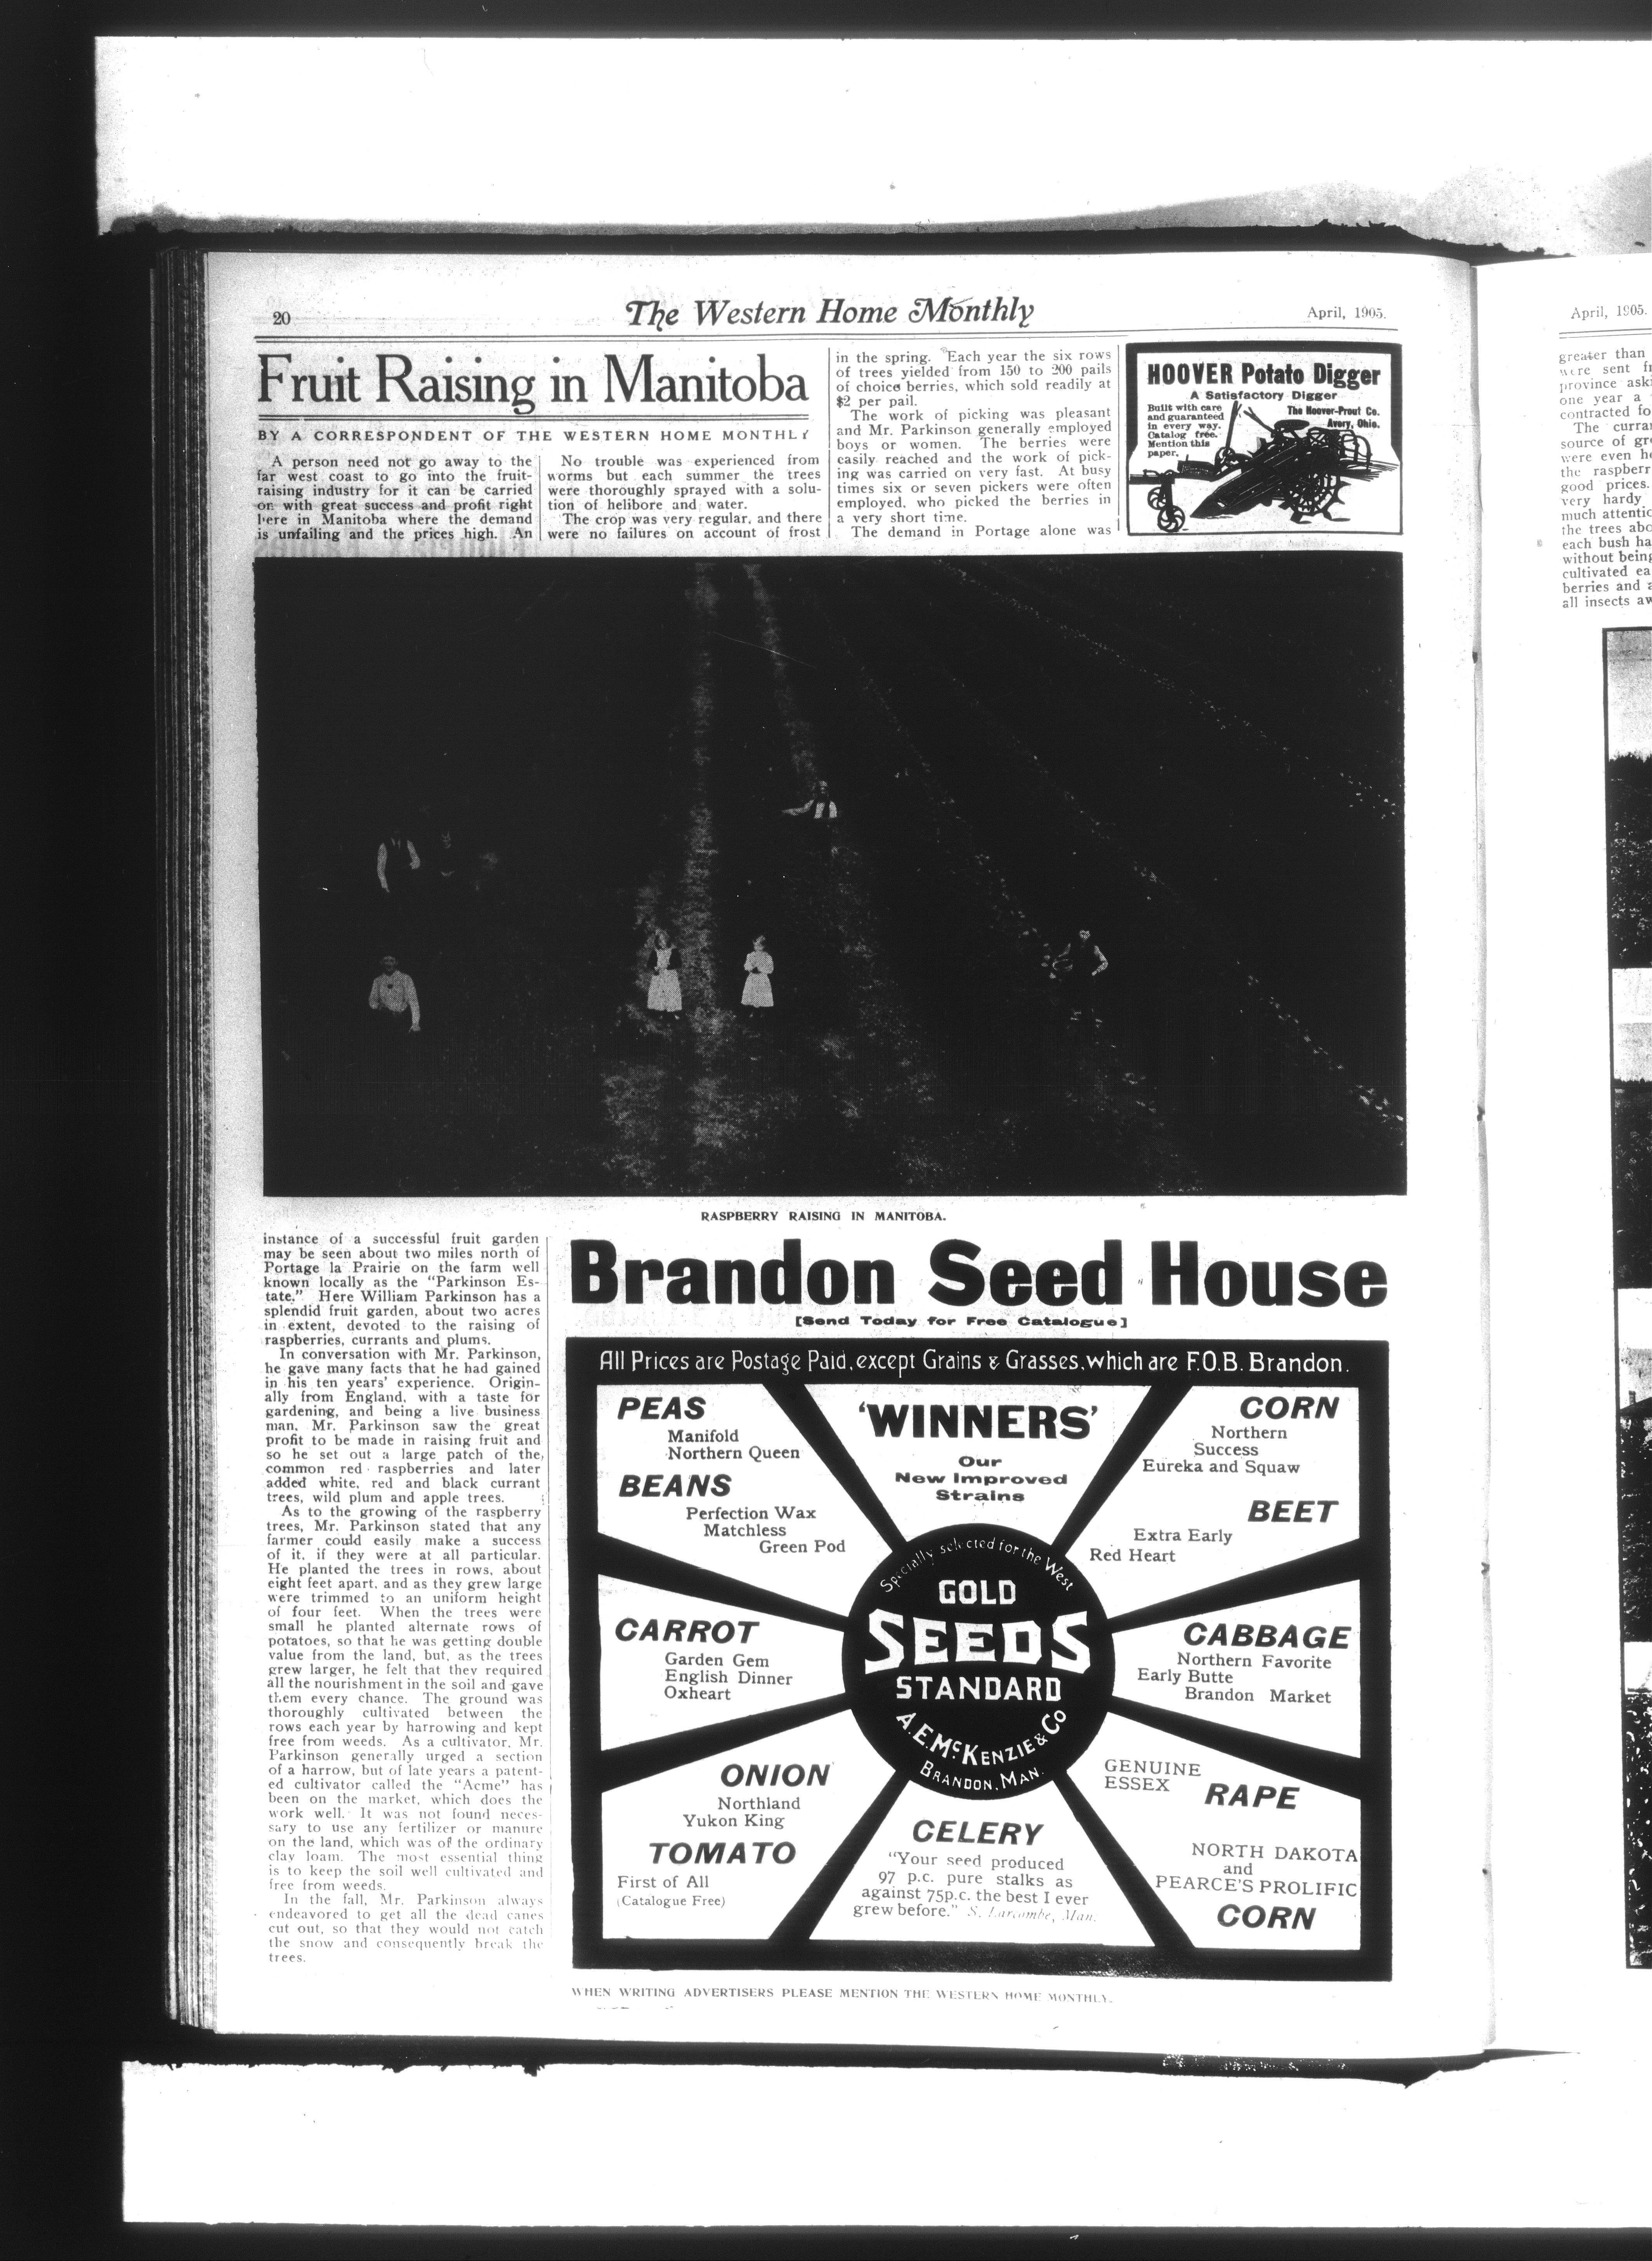 20
The Western Home Monthly
April, 1905.
Fruit Raising in Manitoba
BY A CORRESPONDENT OF THE WESTERN HOME MONTHLY
A person need not go away to the
far west coast to go into the fruit-
raising industry for it can be carried
on with great success and profit right
here in Manitoba where the demand
is unfailing and the prices high. An
No trouble was experienced from
worms but each summer the trees
were thoroughly sprayed with a solu-
tion of helibore and water.
The crop was very regular, and there
were no failures on account of frost
in the spring. Each year the six rows
of trees yielded from 150 to 200 pails
of choice berries, which sold readily at
$2 per pail.
The work of picking was pleasant
and Mr. Parkinson generally employed
boys or women. The berries were
easily reached and the work of pick-
ing was carried on very fast. At busy
times six or seven pickers were often
employed, who picked the berries in
a very short time.
The demand in Portage alone was
HOOVER Potato Digger
A Satisfactory Digger
Built with care
and guaranteed
in every way.
Catalog free.
Mention this
paper.
The Hoover-Prout Co.
Avery, Ohio.
RASPBERRY RAISING IN MANITOBA.
instance of a successful fruit garden
may be seen about two miles north of
Portage la Prairie on the farm well
known locally as the "Parkinson Es-
tate." Here William Parkinson has a
splendid fruit garden, about two acres
in extent, devoted to the raising of
raspberries, currants and plums.
In conversation with Mr. Parkinson,
he gave many facts that he had gained
in his ten years' experience. Origin-
ally from England, with a taste for
gardening, and being a live business
man, Mr. Parkinson saw the great
profit to be made in raising fruit and
so he set out a large patch of the
common red raspberries and later
added white, red and black currant
trees, wild plum and apple trees.
As to the growing of the raspberry
trees, Mr. Parkinson stated that any
farmer could easily make a success
of it, if they were at all particular.
He planted the trees in rows, about
eight feet apart, and as they grew large
were trimmed to an uniform height
of four feet. When the trees were
small he planted alternate rows of
potatoes, so that he was getting double
value from the land, but, as the trees
grew larger, he felt that they required
all the nourishment in the soil and gave
them every chance. The ground was
thoroughly cultivated between the
rows each year by harrowing and kept
free from weeds. As a cultivator, Mr.
Parkinson generally urged a section
of a harrow, but of late years a patent-
ed cultivator called the "Acme" has
been on the market, which does the
work well. It was not found neces-
sary to use any fertilizer or manure
on the land, which was of the ordinary
clay loam. The most essential thing
is to keep the soil well cultivated and
free from weeds.
In the fall, Mr. Parkinson always
endeavored to get all the dead canes
cut out, so that they would not catch
the snow and consequently break the
trees.
Brandon Seed House
[Send Today for Free Catalogue]
All Prices are Postage Paid, except Grains & Grasses, which are F.O.B. Brandon.
PEAS
Manifold
Northern Queen
BEANS
Perfection Wax
Matchless
Green Pod
'WINNERS'
Our
New Improved
Strains
CORN
Northern
Success
Eureka and Squaw
BEET
Extra Early
Red Heart
CARROT
Garden Gem
English Dinner
Oxheart
Specially selected for the West
GOLD
SEEDS
STANDARD
A. E. McKENZIE & Co
BRANDON, MAN.
CABBAGE
Northern Favorite
Early Butte
Brandon Market
ONION
Northland
Yukon King
TOMATO
First of All
(Catalogue Free)
CELERY
"Your seed produced
97 p.c. pure stalks as
against 75p.c. the best I ever
grew before." S. Larcombe, Man.
GENUINE
ESSEX
RAPE
NORTH DAKOTA
and
PEARCE'S PROLIFIC
CORN
WHEN WRITING ADVERTISERS PLEASE MENTION THE WESTERN HOME MONTHLY.
April, 1905.
greater than
were sent
province
one year a
contracted
The
source of
were even
the
good prices.
very hardy
much
the trees
each bush
without
cultivated
berries and
all insects